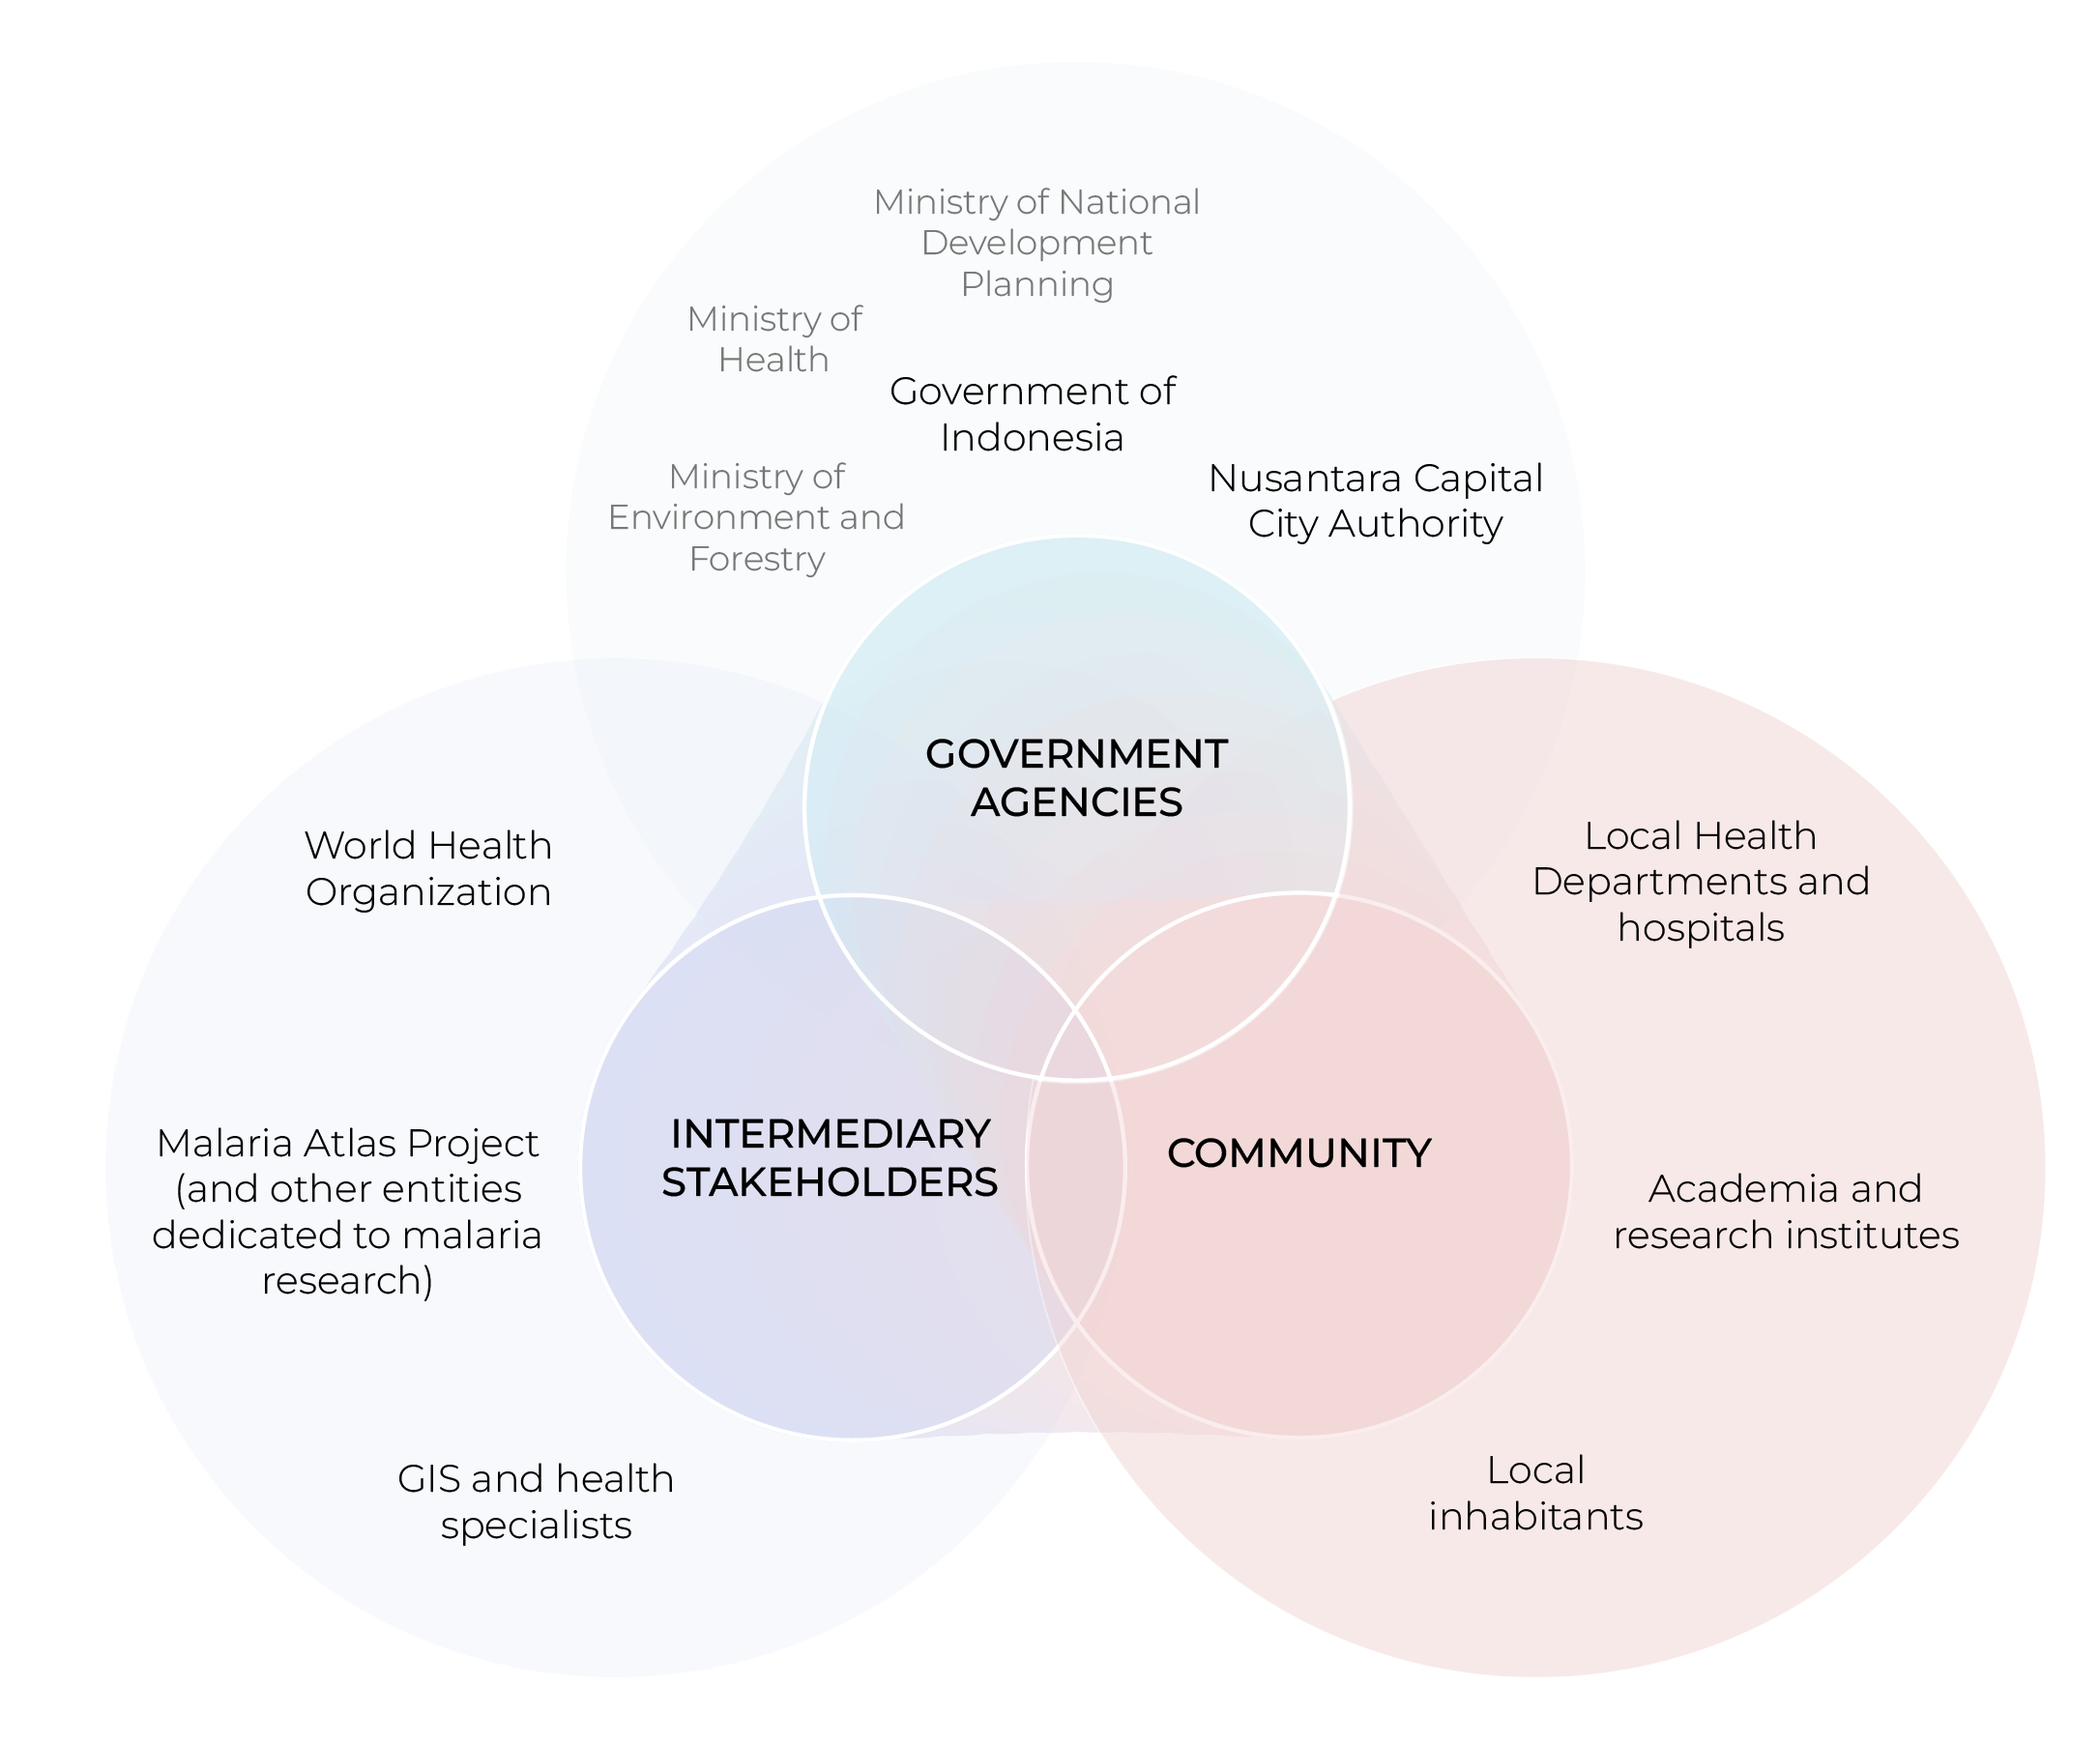 Ministry of National
Development
Planning
Ministry of
Health
Government of
Indonesia
Ministry of
Environment and
Forestry
Nusantara Capital
City Authority
GOVERNMENT
AGENCIES
World Health
Organization
Local Health
Departments and
hospitals
Malaria Atlas Project
(and other entities
dedicated to malaria
research)
INTERMEDIARY
STAKEHOLDERS
COMMUNITY
Academia and
research institutes
GIS and health
specialists
Local
inhabitants